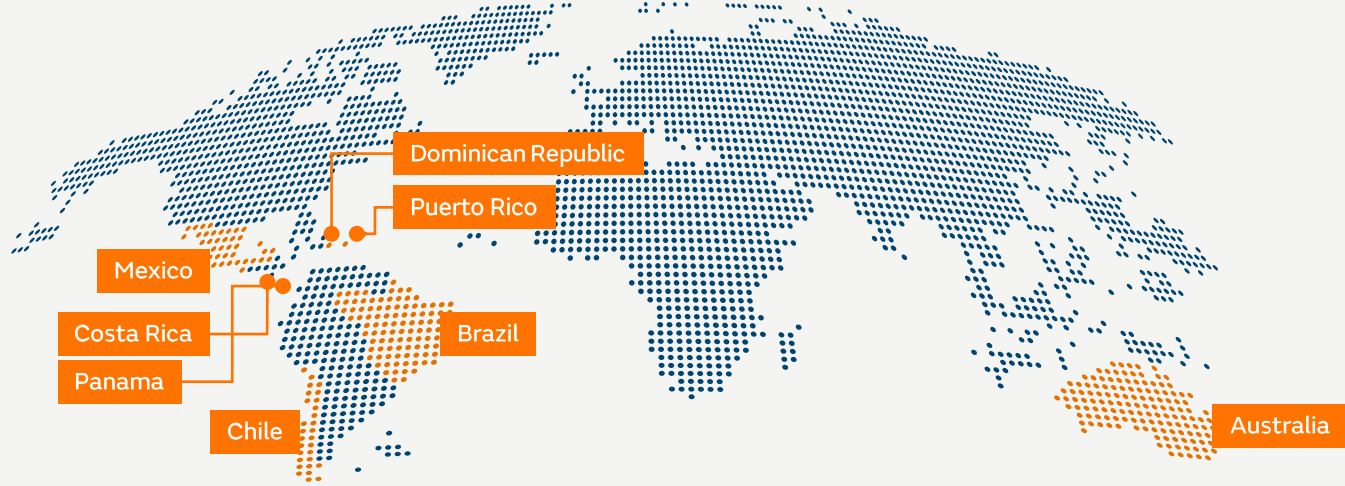 Dominican Republic
Puerto Rico
Mexico
Costa Rica
Brazil
Panama
Chile
Australia